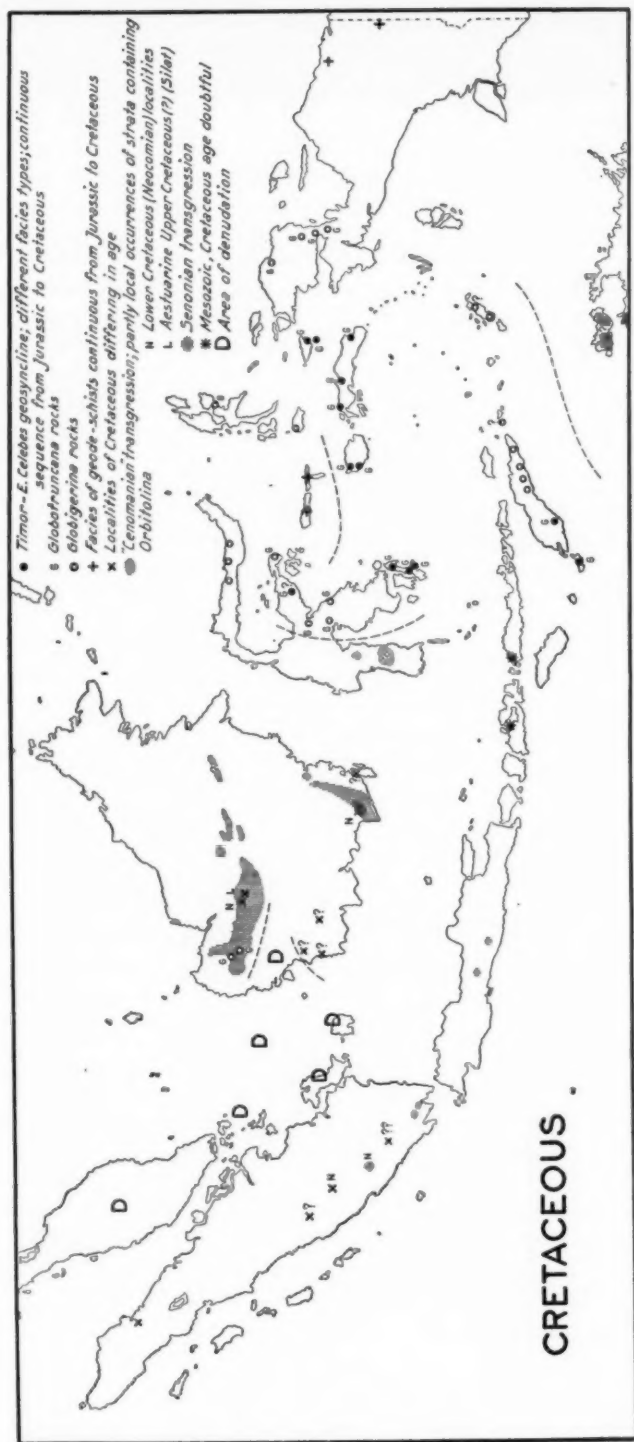 ● Timor-E. Celebes geosyncline; different facies types; continuous
sequence from Jurassic to Cretaceous
G Globotruncana rocks
o Globigerina rocks
+ Facies of geode-schists continuous from Jurassic to Cretaceous
x Localities of Cretaceous differing in age
"Cenomanian" transgression; partly local occurrences of strata containing
Orbitolina
N Lower Cretaceous (Neocomian) localities
L Aestuarine Upper Cretaceous (?) (Silat)
Senonian transgression
* Mesozoic, Cretaceous age doubtful
D Area of denudation
D
D
D
D
D
D
N L
N
x?
x?
x?
x?
x N
N
x??
CRETACEOUS